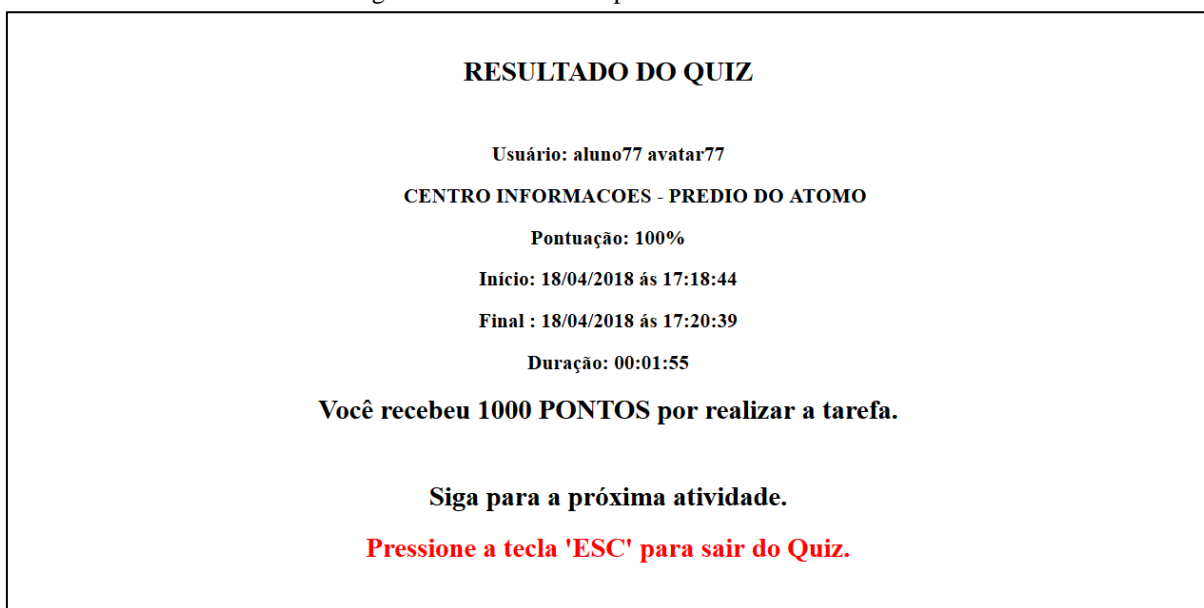 RESULTADO DO QUIZ
Usuário: aluno77 avatar77
CENTRO INFORMACOES - PREDIO DO ATOMO
Pontuação: 100%
Início: 18/04/2018 ás 17:18:44
Final : 18/04/2018 ás 17:20:39
Duração: 00:01:55
Você recebeu 1000 PONTOS por realizar a tarefa.
Siga para a próxima atividade.
Pressione a tecla 'ESC' para sair do Quiz.